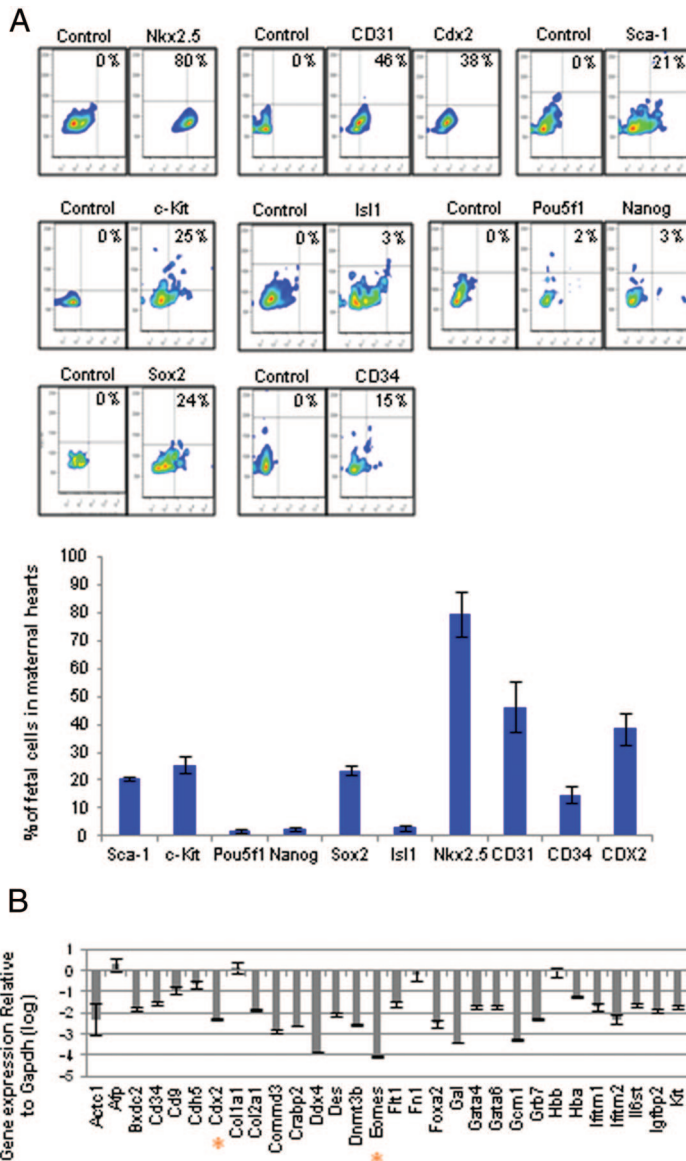 A
Control Nkx2.5 Control CD31 Cdx2 Control Sca-1
0% 80% 0% 46% 38% 0% 21%
Control c-Kit Control Isl1 Control Pou5f1 Nanog
0% 25% 0% 3% 0% 2% 3%
Control Sox2 Control CD34
0% 24% 0% 15%
% of fetal cells in maternal hearts
100
90
80
70
60
50
40
30
20
10
0
Sca-1 c-Kit Pou5f1 Nanog Sox2 Isl1 Nkx2.5 CD31 CD34 CDX2
B
Gene expression Relative
to Gapdh (log)
1
0
-1
-2
-3
-4
-5
Actc1
Afp
Bxdc2
Cd34
Cd9
Cdh5
Cdx2
Col1a1
Col2a1
Commd3
Crabp2
Ddx4
Des
Dnmt3b
Eomes
Flt1
Fn1
Foxa2
Gal
Gata4
Gata6
Gcm1
Grb7
Hbb
Hba
Ifitm1
Ifitm2
Il6st
Igfbp2
Kit
* *